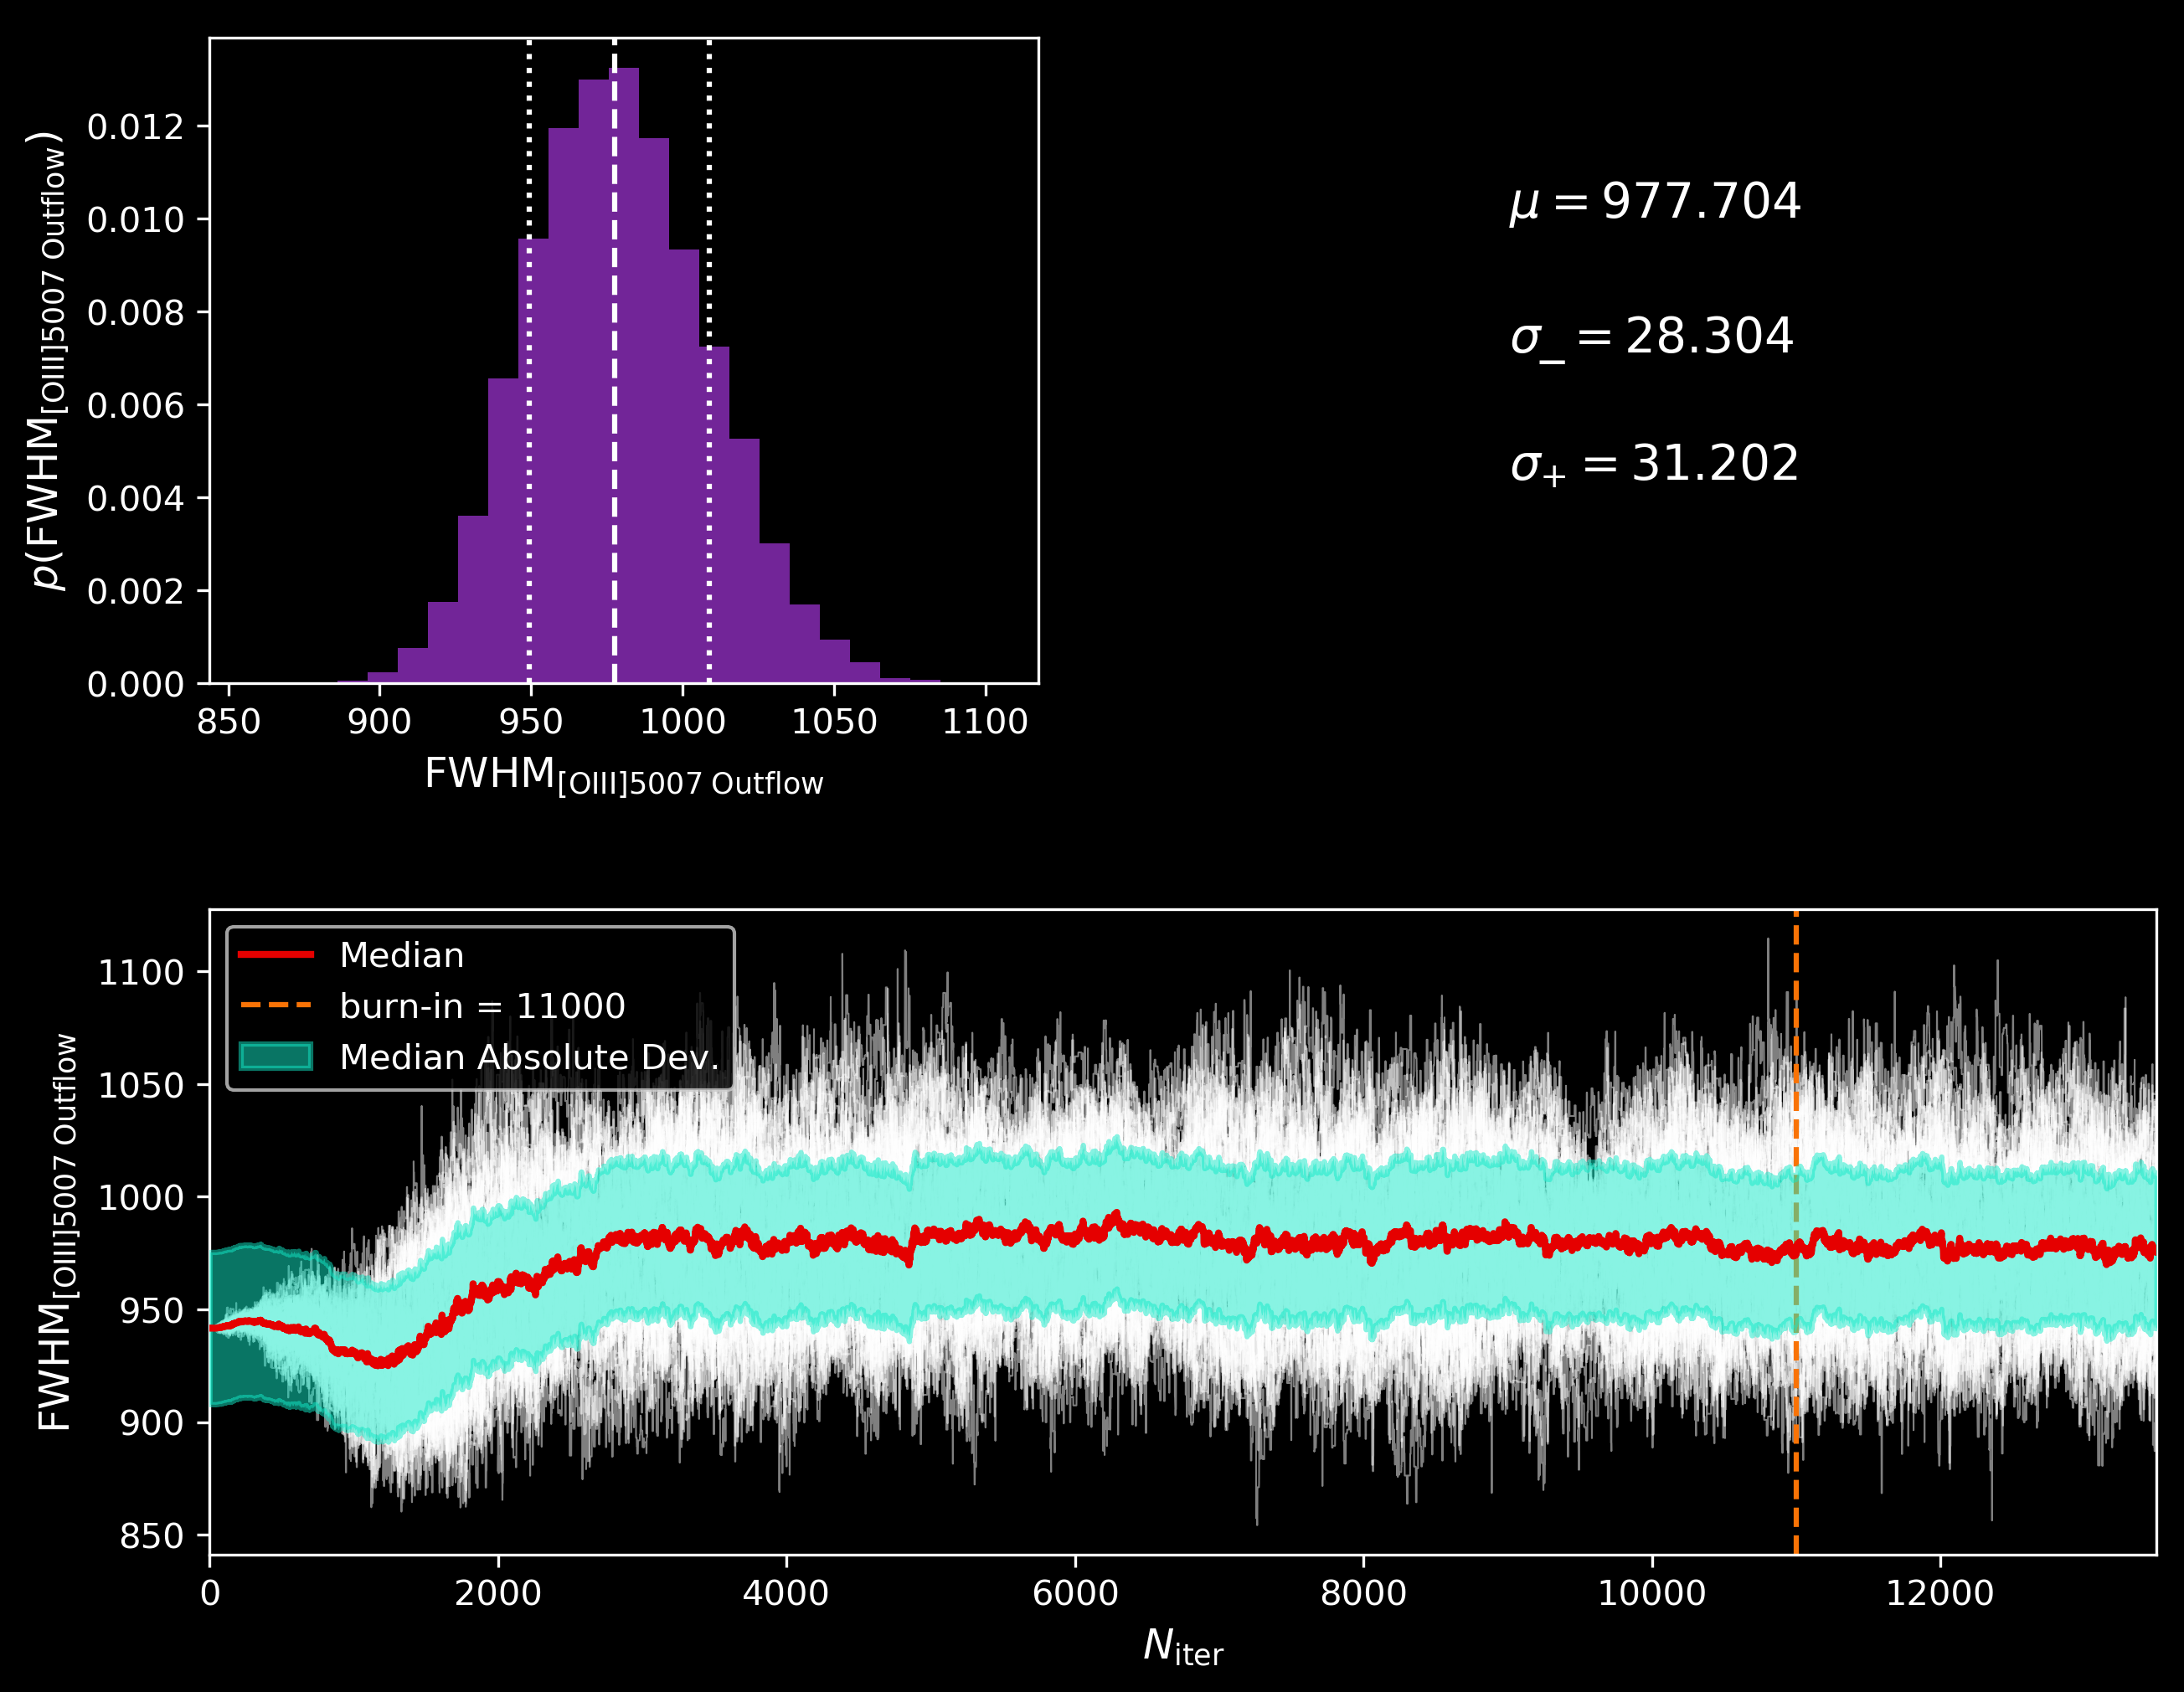 p(FWHM[OIII]5007 Outflow)
0.012
0.010
0.008
0.006
0.004
0.002
0.000
850 900 950 1000 1050 1100
FWHM[OIII]5007 Outflow
μ = 977.704
σ− = 28.304
σ+ = 31.202
FWHM[OIII]5007 Outflow
1100
1050
1000
950
900
850
Median
burn-in = 11000
Median Absolute Dev.
0 2000 4000 6000 8000 10000 12000
Niter